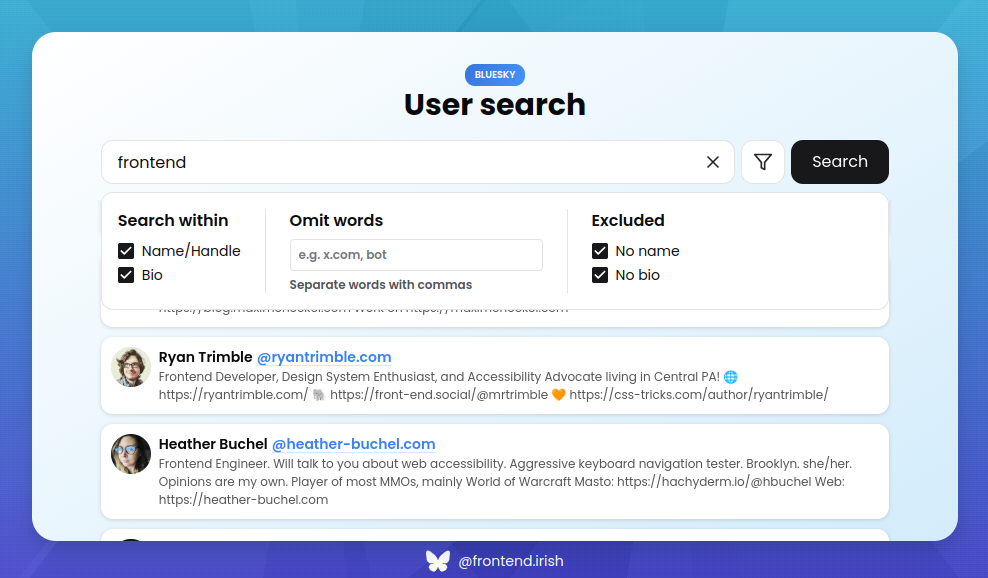 BLUESKY
User search
frontend
Search
Search within
Name/Handle
Bio
Omit words
e.g. x.com, bot
Separate words with commas
Excluded
No name
No bio
Ryan Trimble @ryantrimble.com
Frontend Developer, Design System Enthusiast, and Accessibility Advocate living in Central PA! 🌐
https://ryantrimble.com/ 🐘 https://front-end.social/@mrtrimble 🧡 https://css-tricks.com/author/ryantrimble/
Heather Buchel @heather-buchel.com
Frontend Engineer. Will talk to you about web accessibility. Aggressive keyboard navigation tester. Brooklyn. she/her.
Opinions are my own. Player of most MMOs, mainly World of Warcraft Masto: https://hachyderm.io/@hbuchel Web:
https://heather-buchel.com
@frontend.irish